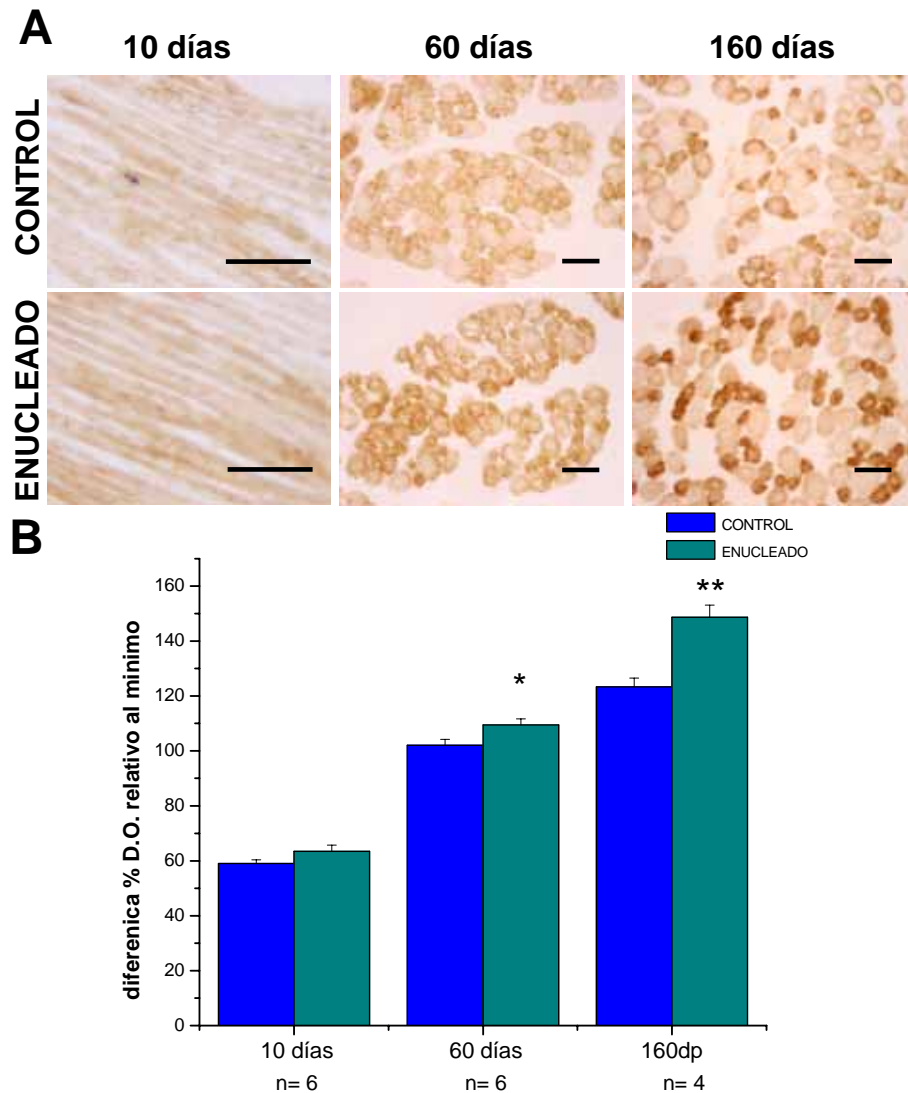 A
10 días 60 días 160 días
CONTROL
ENUCLEADO
B
CONTROL
ENUCLEADO
diferenica % D.O. relativo al minimo
160
140
120
100
80
60
40
20
0
*
**
10 días 60 días 160dp
n= 6 n= 6 n= 4